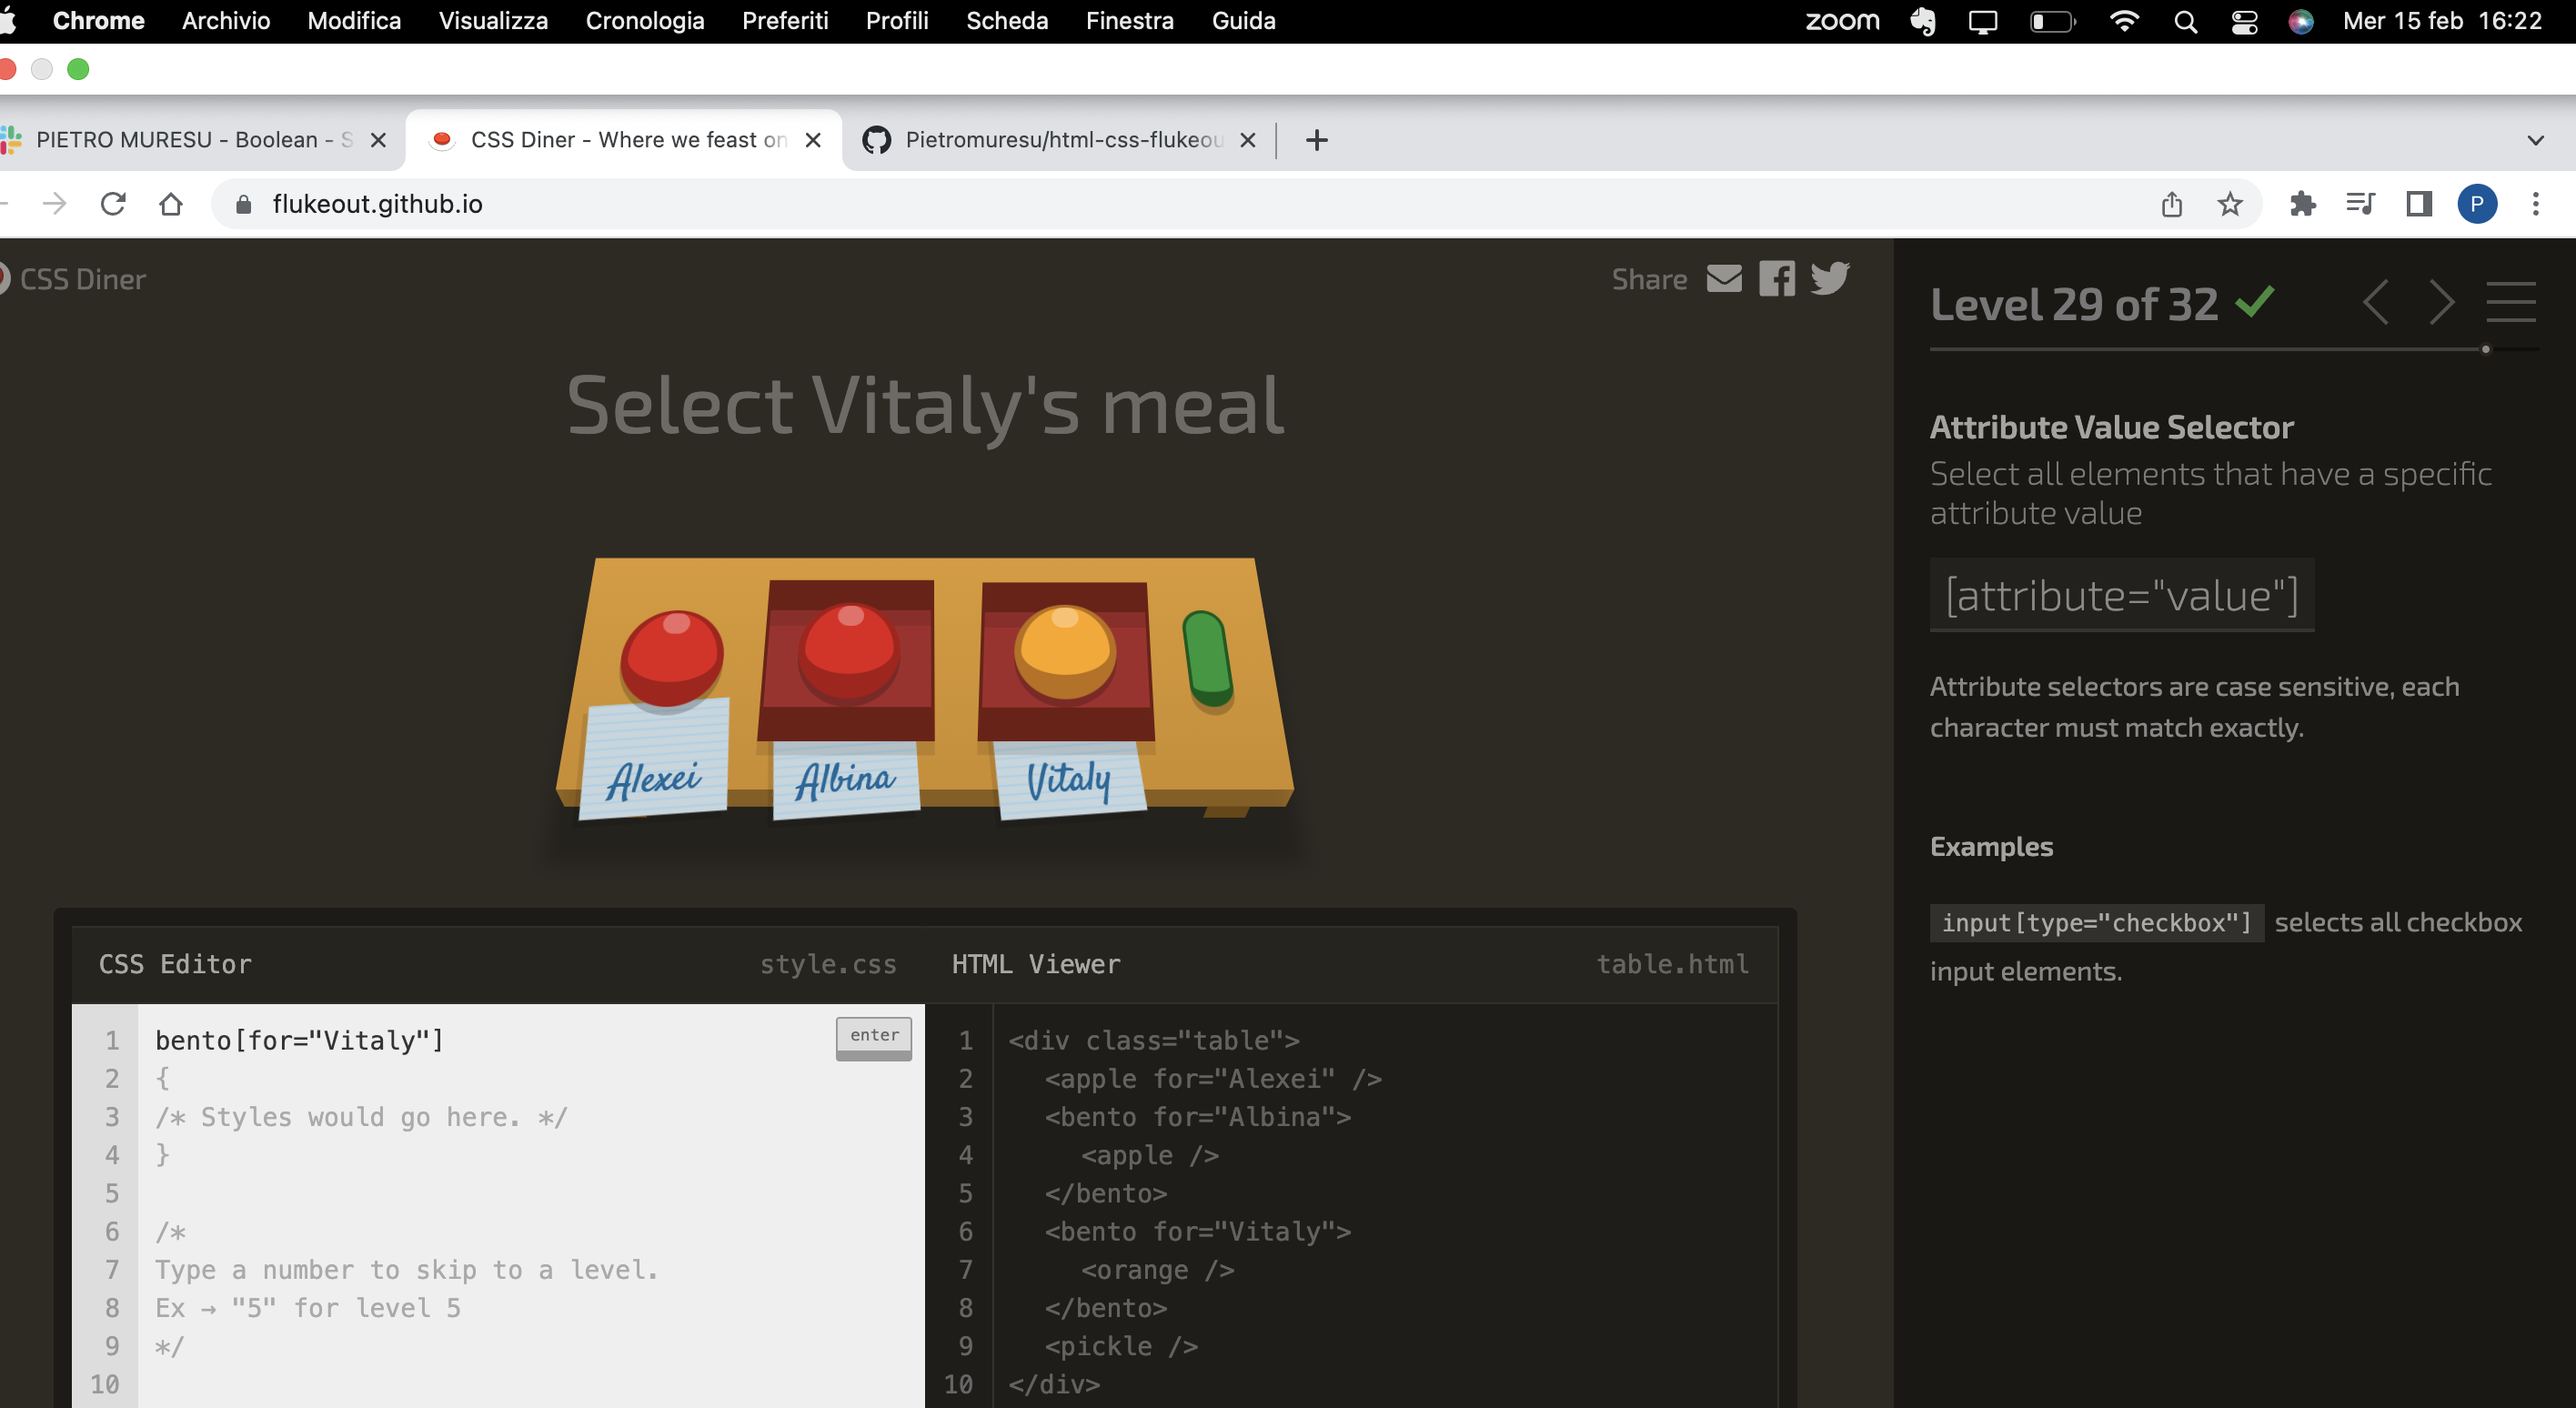 Chrome Archivio Modifica Visualizza Cronologia Preferiti Profili Scheda Finestra Guida zoom Mer 15 feb 16:22
PIETRO MURESU - Boolean - S CSS Diner - Where we feast on Pietromuresu/html-css-flukeou
flukeout.github.io P
CSS Diner Share
Level 29 of 32
Select Vitaly's meal
Attribute Value Selector
Select all elements that have a specific
attribute value
[attribute="value"]
Attribute selectors are case sensitive, each
character must match exactly.
Examples
input[type="checkbox"] selects all checkbox
input elements.
Alexei Albina Vitaly
CSS Editor style.css
1 bento[for="Vitaly"] enter
2 {
3 /* Styles would go here. */
4 }
5
6 /*
7 Type a number to skip to a level.
8 Ex → "5" for level 5
9 */
10
HTML Viewer table.html
1 <div class="table">
2 <apple for="Alexei" />
3 <bento for="Albina">
4 <apple />
5 </bento>
6 <bento for="Vitaly">
7 <orange />
8 </bento>
9 <pickle />
10 </div>